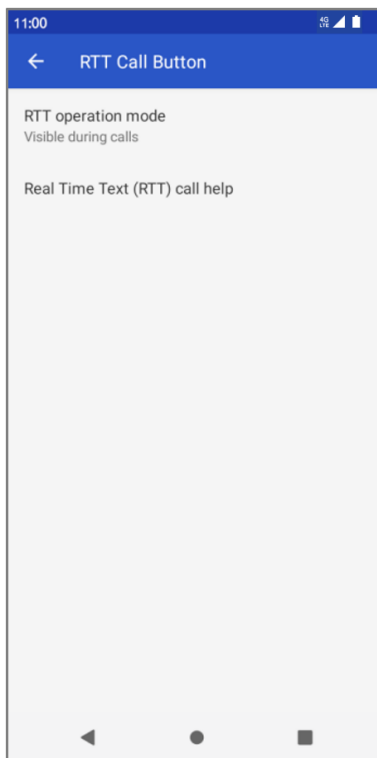 11:00
4G
LTE
RTT Call Button
RTT operation mode
Visible during calls
Real Time Text (RTT) call help